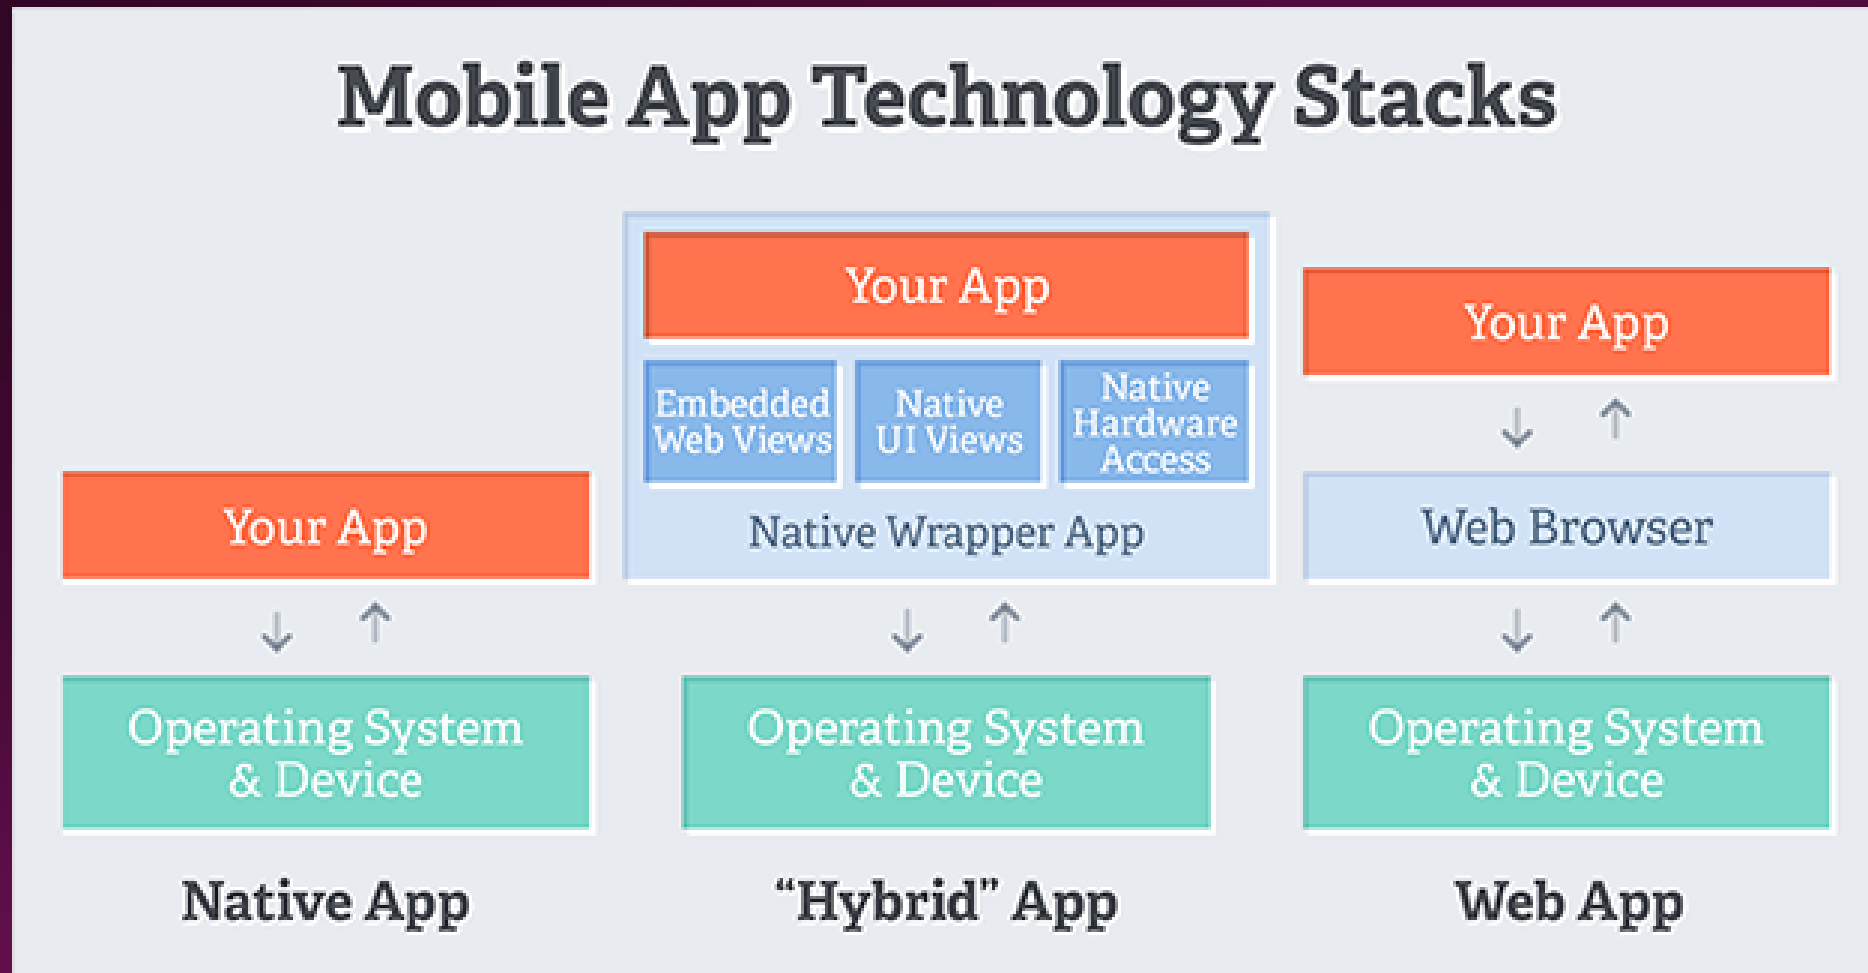 Mobile App Technology Stacks
Your App
Operating System
& Device
Native App
Your App
Embedded
Web Views
Native
UI Views
Native
Hardware
Access
Native Wrapper App
Operating System
& Device
“Hybrid” App
Your App
Web Browser
Operating System
& Device
Web App